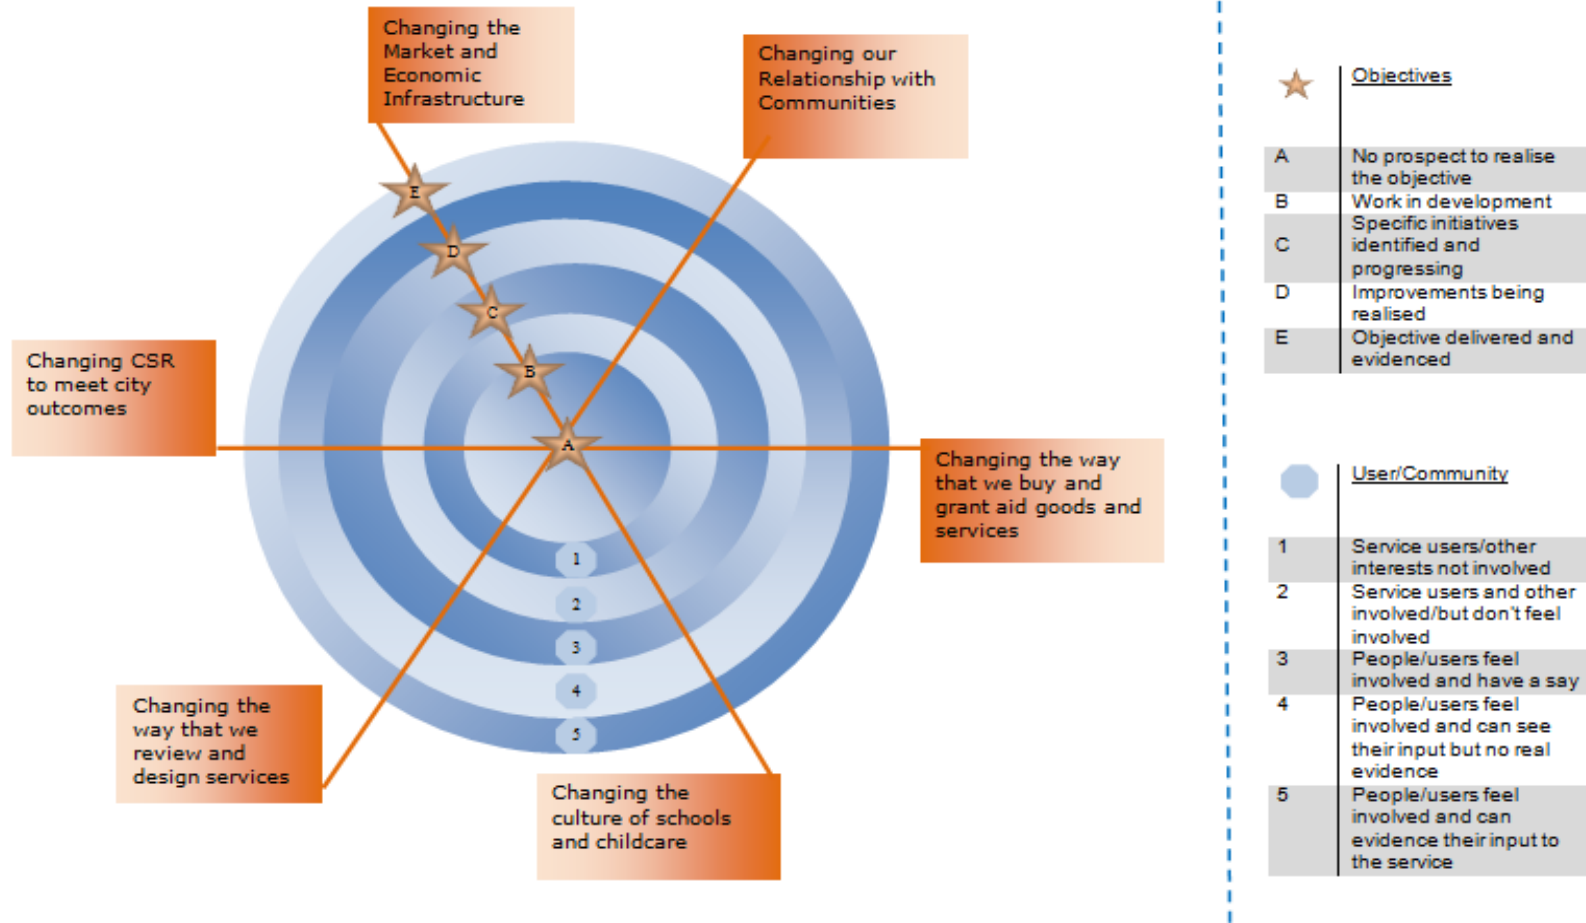 Changing the
Market and
Economic
Infrastructure
Changing our
Relationship with
Communities
E
D
C
B
A
Changing CSR
to meet city
outcomes
Changing the way
that we buy and
grant aid goods and
services
1
2
3
4
5
Changing the
way that we
review and
design services
Changing the
culture of schools
and childcare
Objectives
A No prospect to realise
the objective
B Work in development
Specific initiatives
C identified and
progressing
D Improvements being
realised
E Objective delivered and
evidenced
User/Community
1 Service users/other
interests not involved
2 Service users and other
involved/but don't feel
involved
3 People/users feel
involved and have a say
4 People/users feel
involved and can see
their input but no real
evidence
5 People/users feel
involved and can
evidence their input to
the service